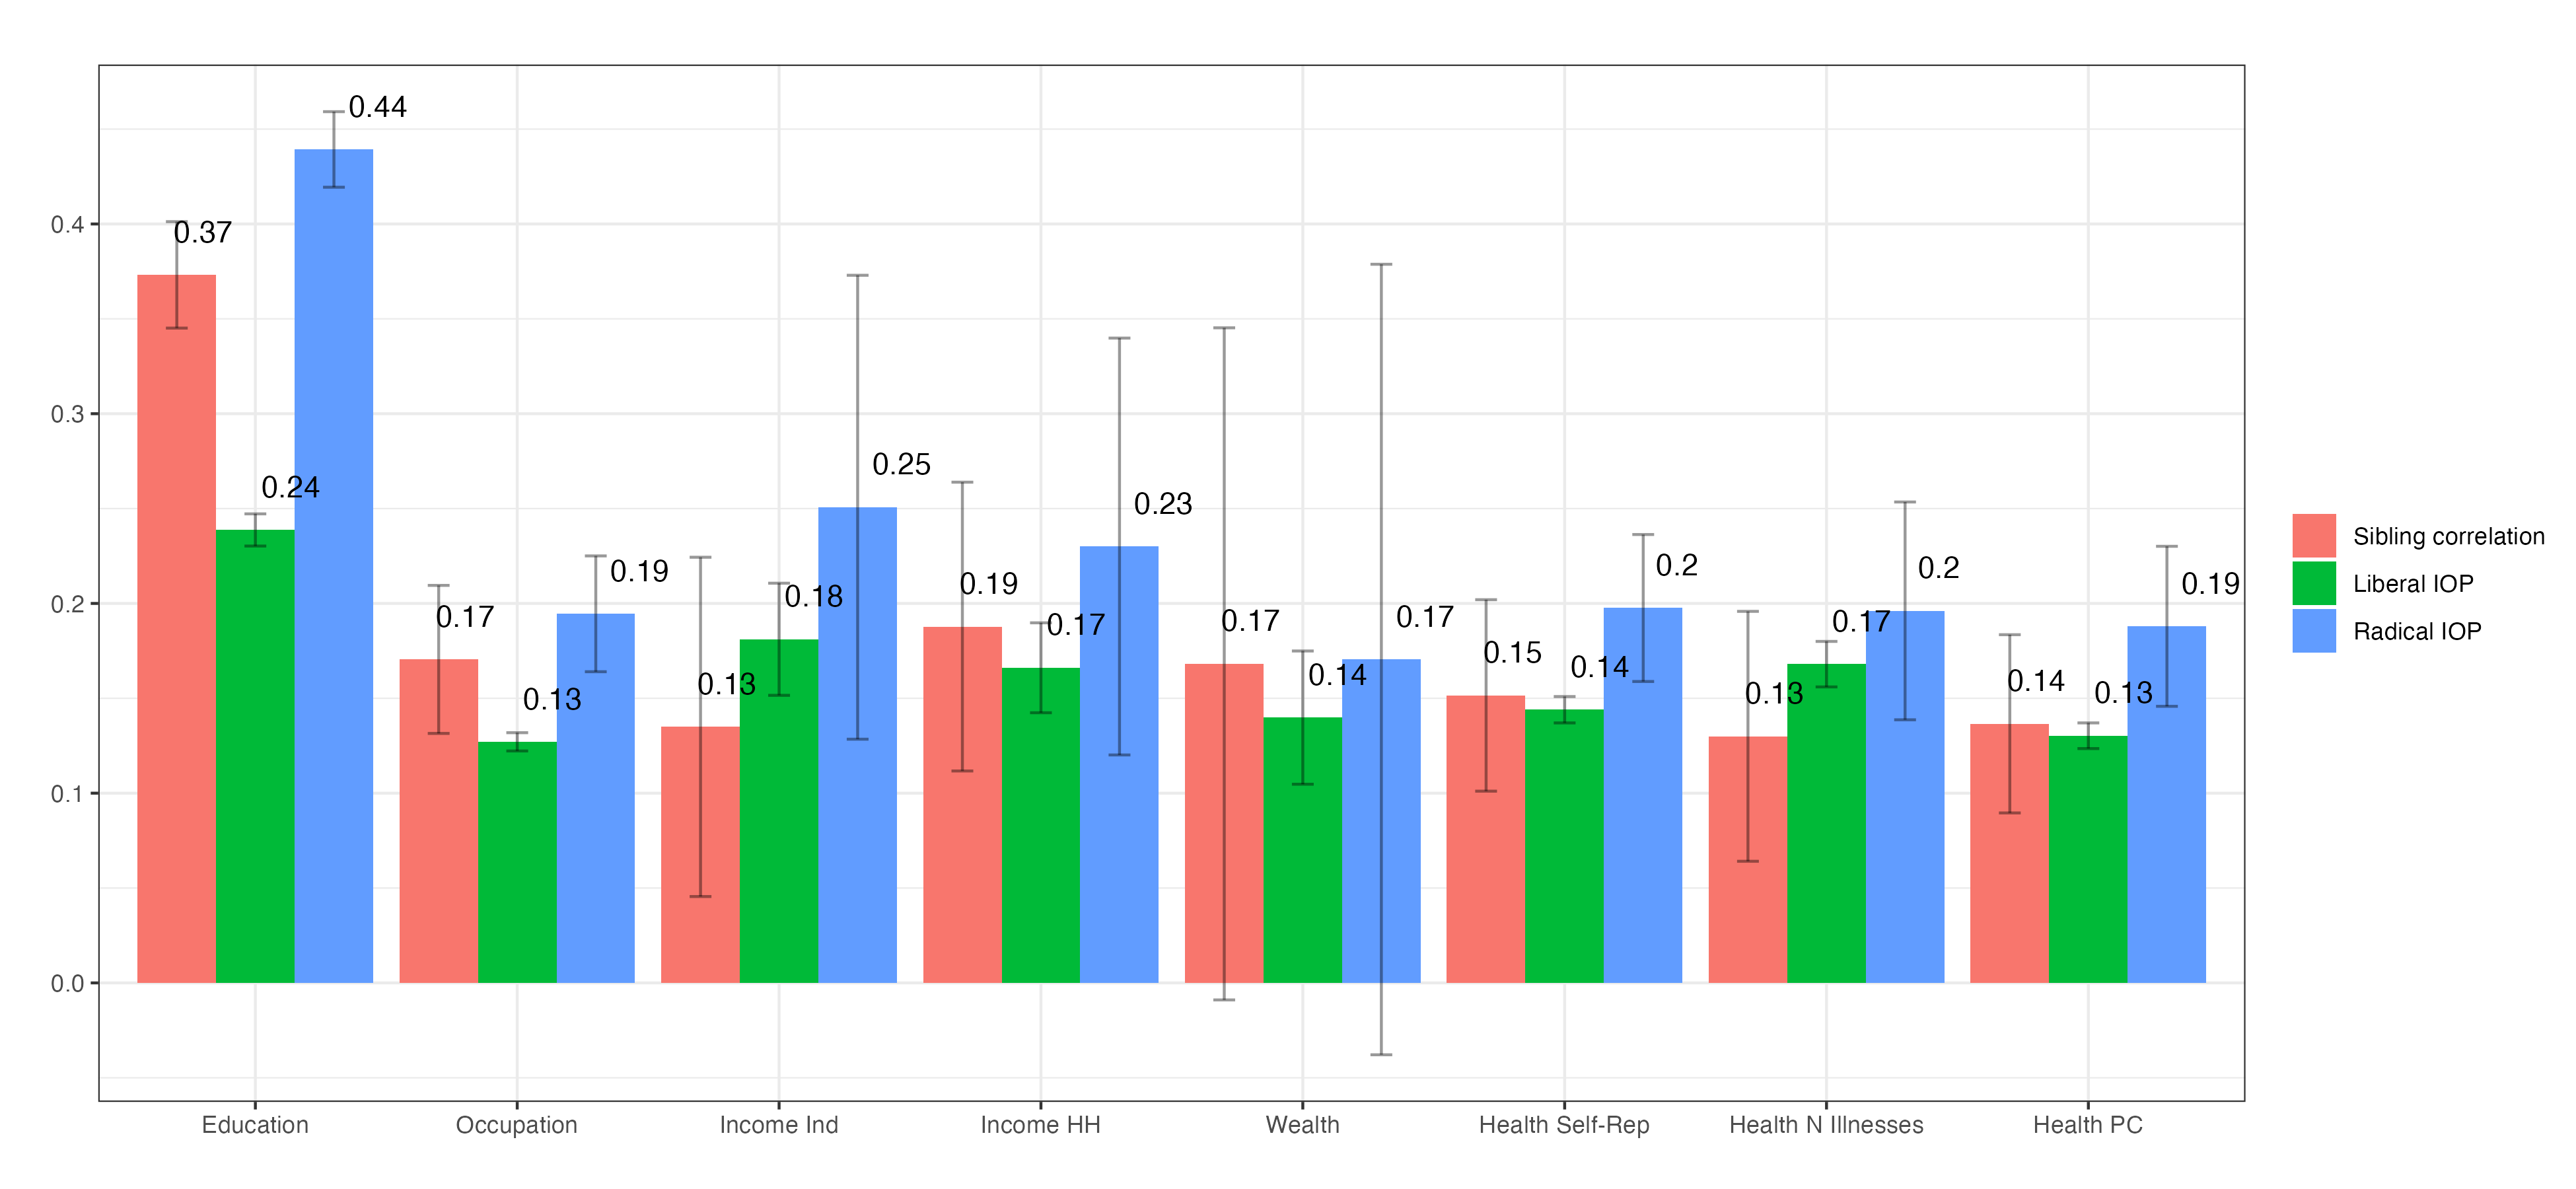 0.4
0.3
0.2
0.1
0.0
0.37
0.24
0.44
0.17
0.13
0.19
0.13
0.18
0.25
0.19
0.17
0.23
0.17
0.14
0.17
0.15
0.14
0.2
0.13
0.17
0.2
0.14
0.13
0.19
Education
Occupation
Income Ind
Income HH
Wealth
Health Self-Rep
Health N Illnesses
Health PC
Sibling correlation
Liberal IOP
Radical IOP